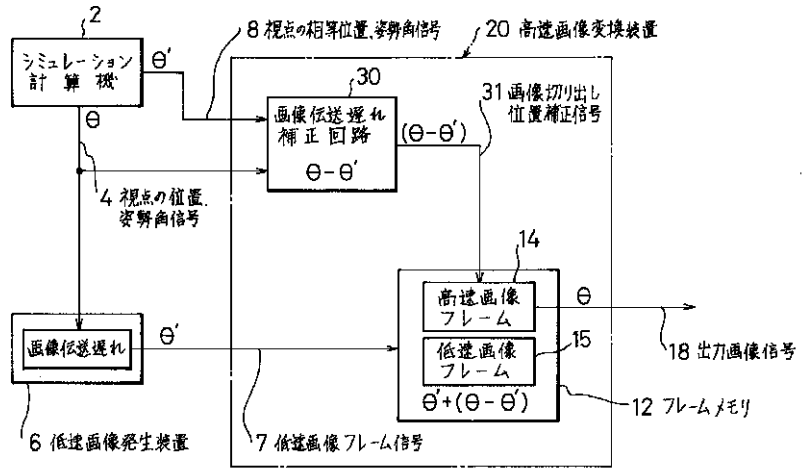 2
シミュレーション
計算機
θ'
8 視点の相等位置、姿勢角信号
20 高速画像変換装置
30
画像伝送遅れ
補正回路
θ-θ'
(θ-θ')
31 画像切り出し
位置補正信号
θ
4 視点の位置、
姿勢角信号
14
高速画像
フレーム
θ
18 出力画像信号
15
低速画像
フレーム
θ'+(θ-θ')
12 フレームメモリ
画像伝送遅れ
θ'
6 低速画像発生装置
7 低速画像フレーム信号